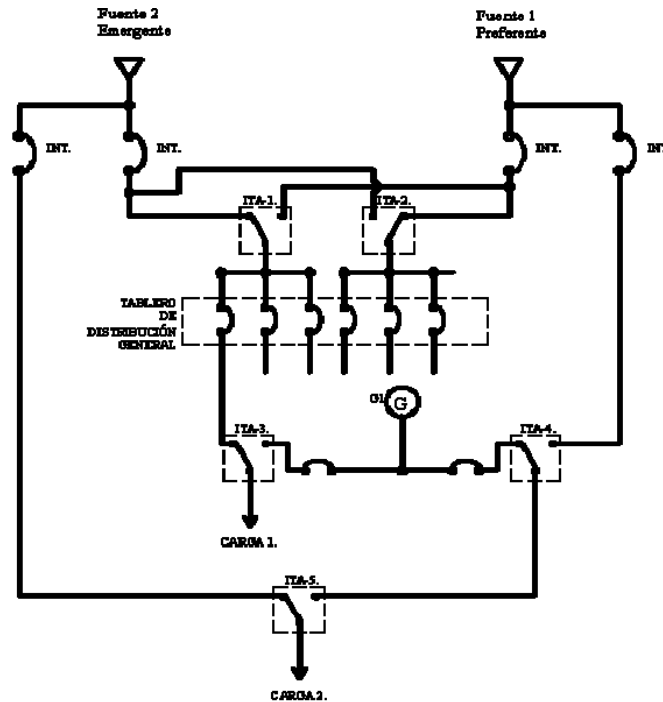 Fuente 2
Emergente
Fuente 1
Preferente
INT.
INT.
INT.
INT
ITA-1.
ITA-2.
TABLERO
DE
DISTRIBUCIÓN
GENERAL
G1
G
ITA-3.
ITA-4.
CARGA 1.
ITA-5.
CARGA 2.